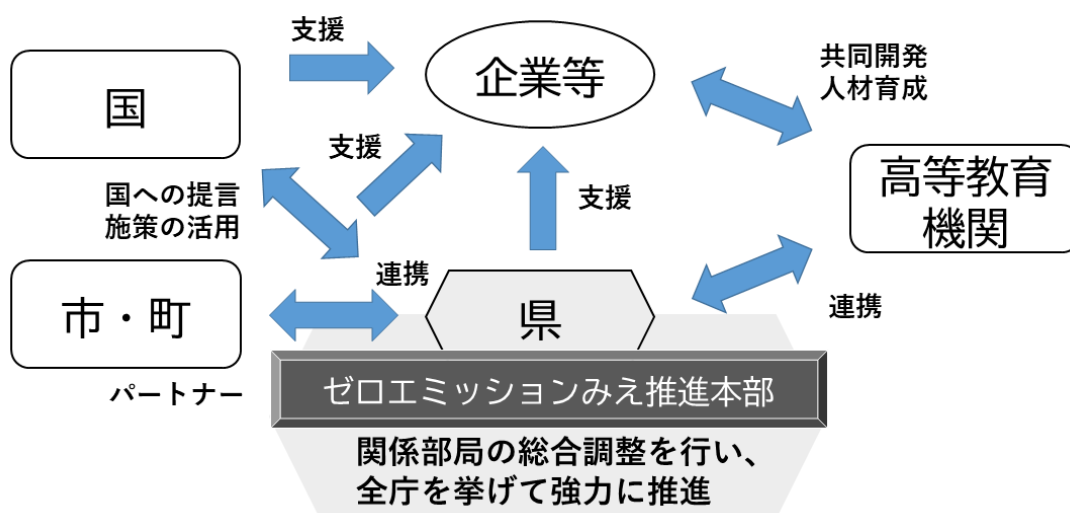 支援
国
企業等
共同開発
人材育成
支援
高等教育
機関
国への提言
施策の活用
支援
市・町
連携
県
連携
パートナー
ゼロエミッションみえ推進本部
関係部局の総合調整を行い、
全庁を挙げて強力に推進